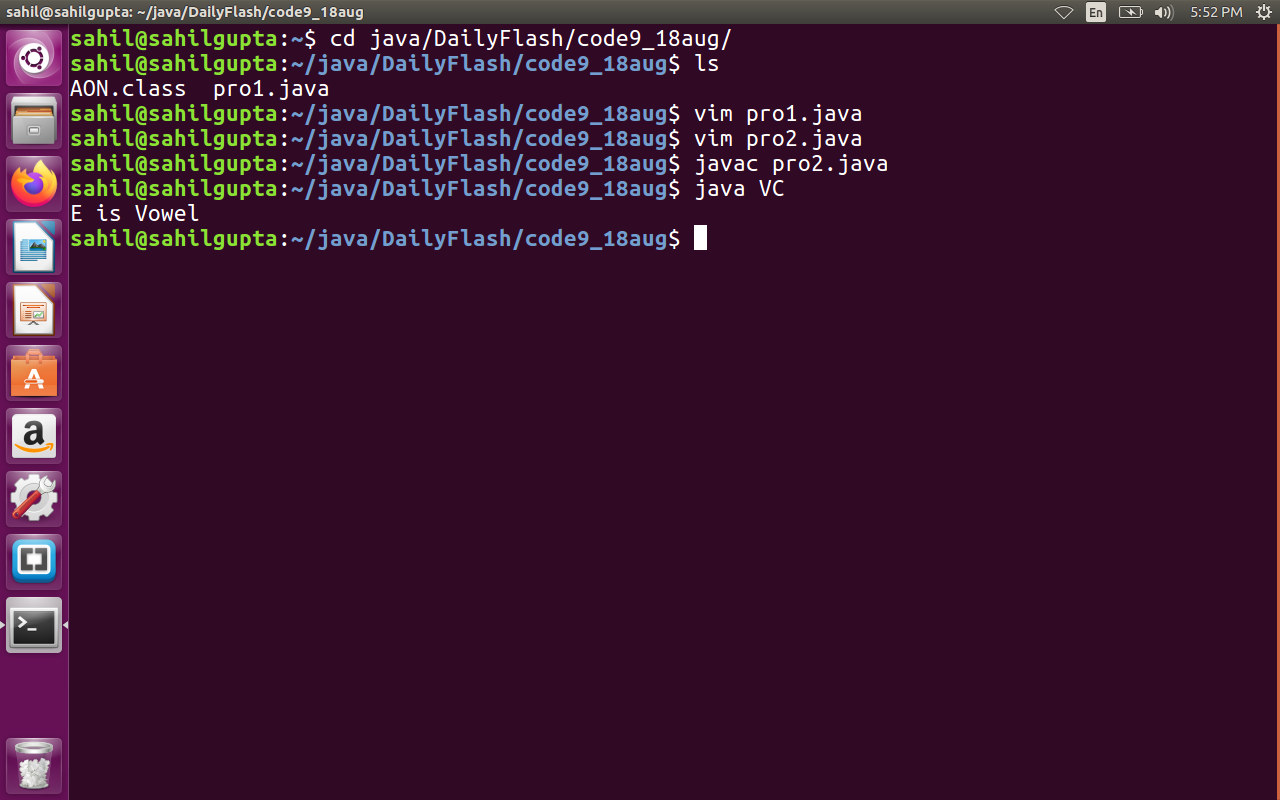 sahil@sahilgupta: ~/java/DailyFlash/code9_18aug
En
5:52 PM
sahil@sahilgupta:~$ cd java/DailyFlash/code9_18aug/
sahil@sahilgupta:~/java/DailyFlash/code9_18aug$ ls
AON.class  pro1.java
sahil@sahilgupta:~/java/DailyFlash/code9_18aug$ vim pro1.java
sahil@sahilgupta:~/java/DailyFlash/code9_18aug$ vim pro2.java
sahil@sahilgupta:~/java/DailyFlash/code9_18aug$ javac pro2.java
sahil@sahilgupta:~/java/DailyFlash/code9_18aug$ java VC
E is Vowel
sahil@sahilgupta:~/java/DailyFlash/code9_18aug$